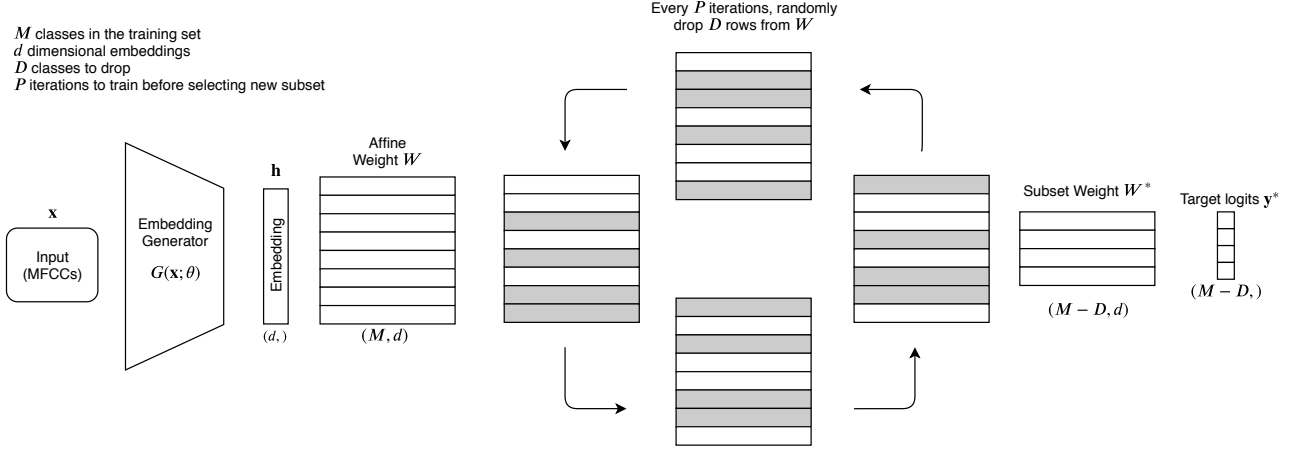 M classes in the training set
d dimensional embeddings
D classes to drop
P iterations to train before selecting new subset
Every P iterations, randomly
drop D rows from W
x
Input
(MFCCs)
Embedding
Generator
G(x; θ)
h
Embedding
(d,)
Affine
Weight W
(M, d)
Subset Weight W*
(M − D, d)
Target logits y*
(M − D,)